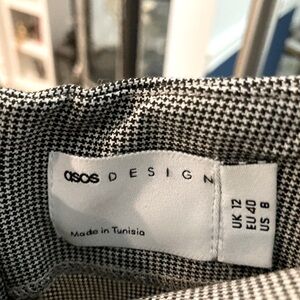 asos DESIGN
Made in Tunisia
UK 12
EU 40
US 8